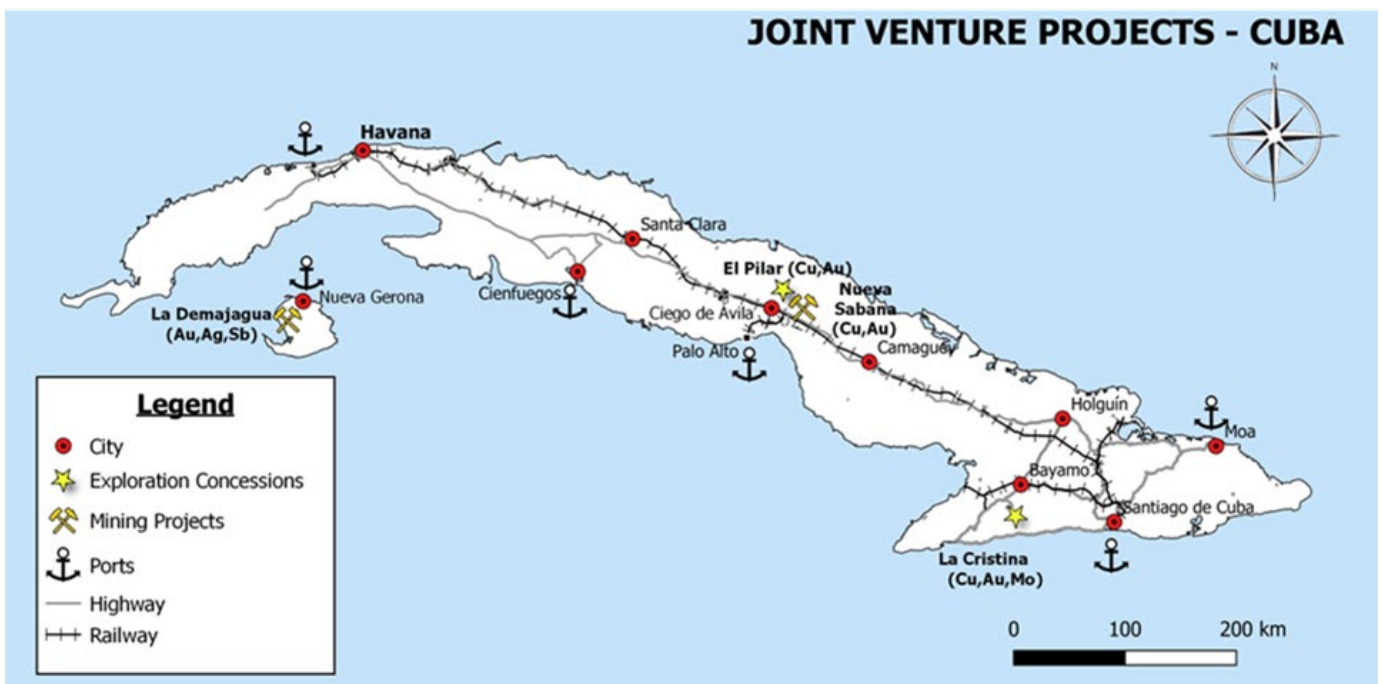 JOINT VENTURE PROJECTS - CUBA
N
Havana
Santa Clara
El Pilar (Cu,Au)
Nueva
Sabana
(Cu,Au)
Nueva Gerona
Cienfuegos
Ciego de Avila
La Demajagua
(Au,Ag,Sb)
Palo Alto
Camaguey
Holguín
Moa
Bayamo
Santiago de Cuba
La Cristina
(Cu,Au,Mo)
Legend
City
Exploration Concessions
Mining Projects
Ports
Highway
Railway
0 100 200 km